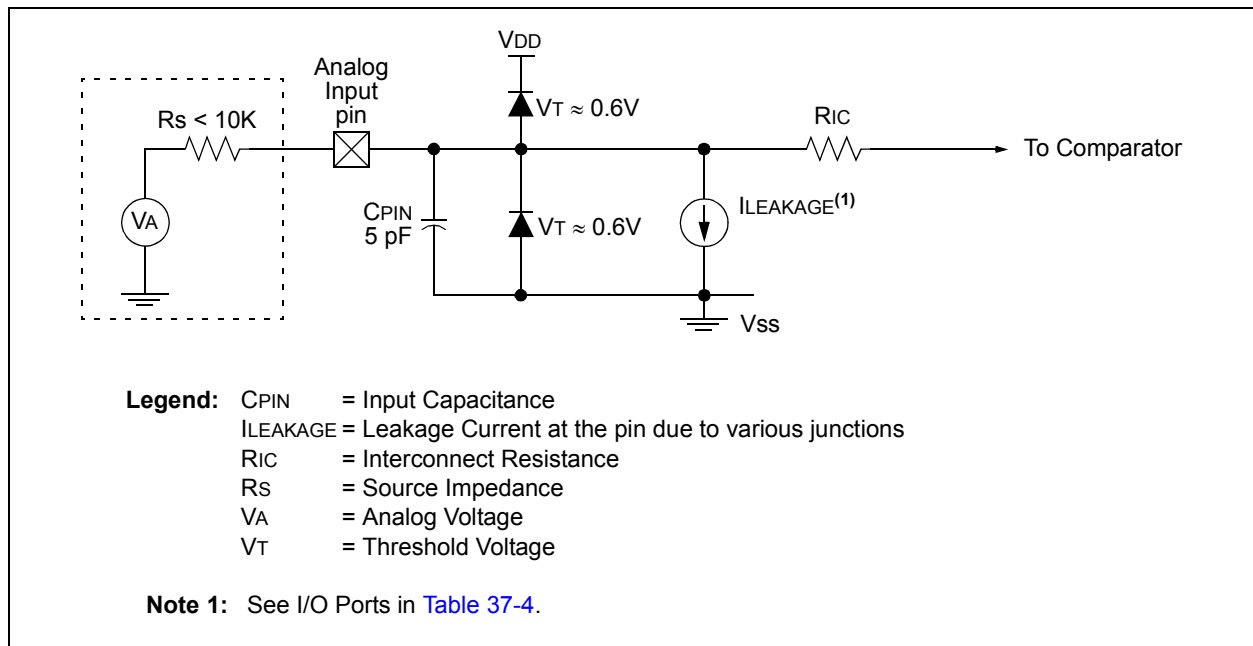 VDD
Analog
Input
pin
VT ≈ 0.6V
RIC
Rs < 10K
To Comparator
VA
CPIN
5 pF
VT ≈ 0.6V
ILEAKAGE(1)
Vss
Legend: CPIN = Input Capacitance
ILEAKAGE = Leakage Current at the pin due to various junctions
RIC = Interconnect Resistance
RS = Source Impedance
VA = Analog Voltage
VT = Threshold Voltage
Note 1: See I/O Ports in Table 37-4.